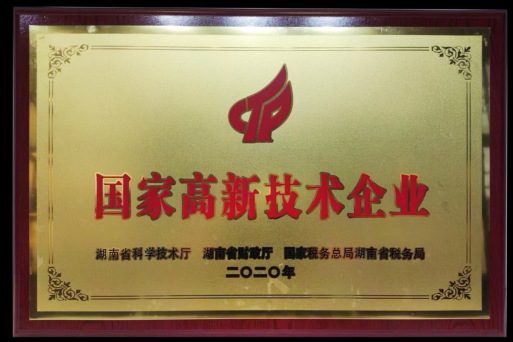 CTP
国家高新技术企业
湖南省科学技术厅 湖南省财政厅 国家税务总局湖南省税务局
二〇二〇年